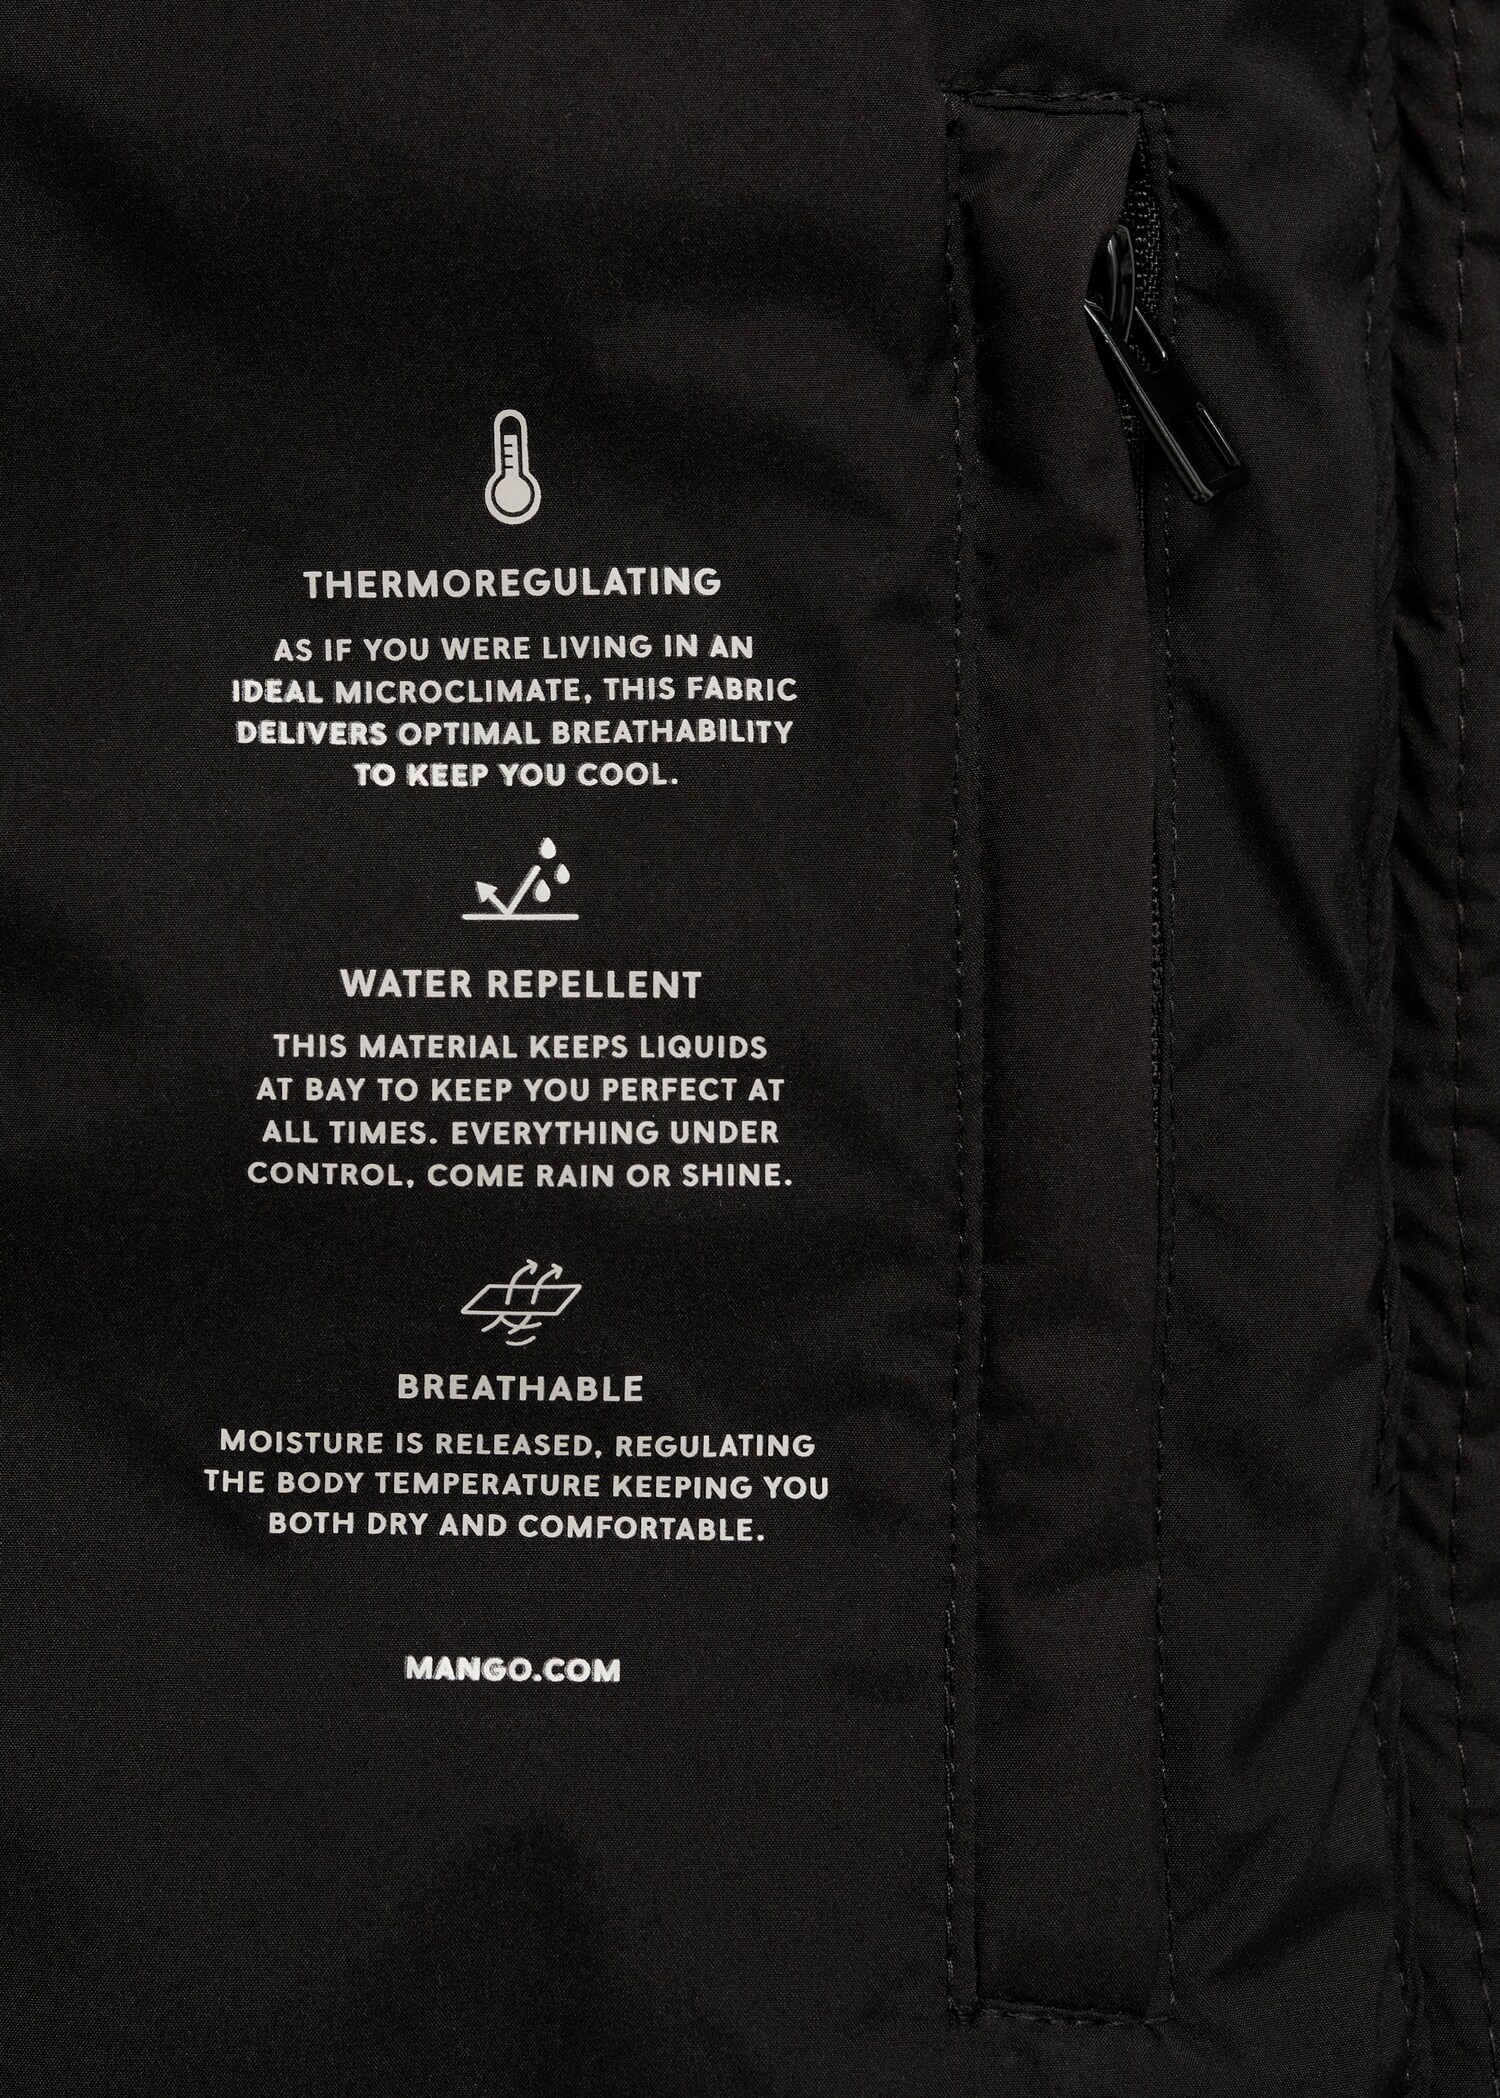 THERMOREGULATING
AS IF YOU WERE LIVING IN AN
IDEAL MICROCLIMATE, THIS FABRIC
DELIVERS OPTIMAL BREATHABILITY
TO KEEP YOU COOL.
WATER REPELLENT
THIS MATERIAL KEEPS LIQUIDS
AT BAY TO KEEP YOU PERFECT AT
ALL TIMES. EVERYTHING UNDER
CONTROL, COME RAIN OR SHINE.
BREATHABLE
MOISTURE IS RELEASED, REGULATING
THE BODY TEMPERATURE KEEPING YOU
BOTH DRY AND COMFORTABLE.
MANGO.COM